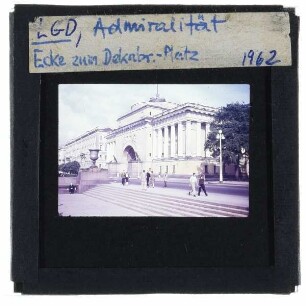 LGD, Admiralität
Ecke zum Dekabr.-Platz 1962